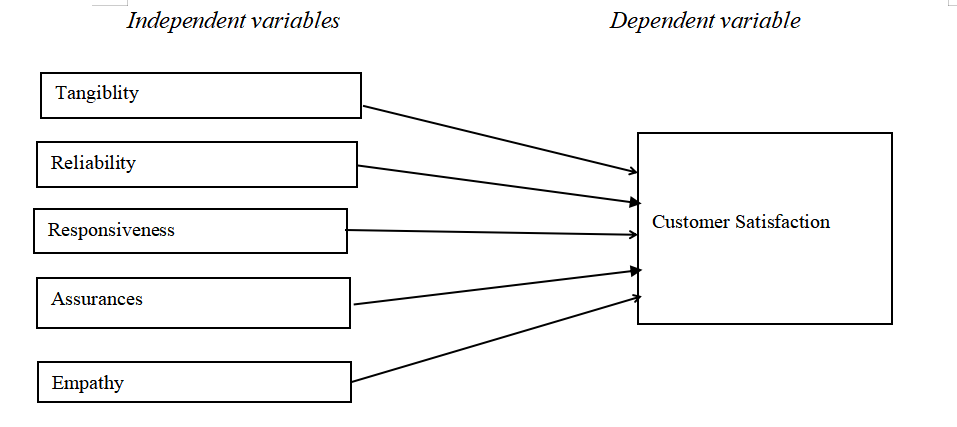 Independent variables
Dependent variable
Tangiblity
Reliability
Responsiveness
Customer Satisfaction
Assurances
Empathy